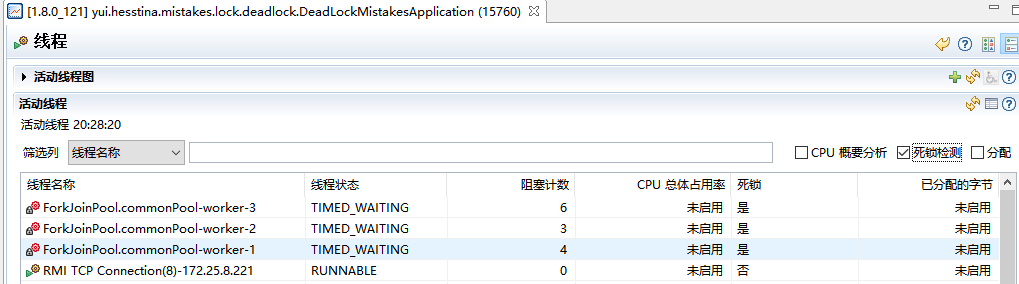 [1.8.0_121] yui.hesstina.mistakes.lock.deadlock.DeadLockMistakesApplication (15760)
线程
活动线程图
活动线程
活动线程 20:28:20
筛选列 线程名称 CPU 概要分析 死锁检测 分配
线程名称 线程状态 阻塞计数 CPU 总体占用率 死锁 已分配的字节
ForkJoinPool.commonPool-worker-3 TIMED_WAITING 6 未启用 是 未启用
ForkJoinPool.commonPool-worker-2 TIMED_WAITING 3 未启用 是 未启用
ForkJoinPool.commonPool-worker-1 TIMED_WAITING 4 未启用 是 未启用
RMI TCP Connection(8)-172.25.8.221 RUNNABLE 0 未启用 否 未启用